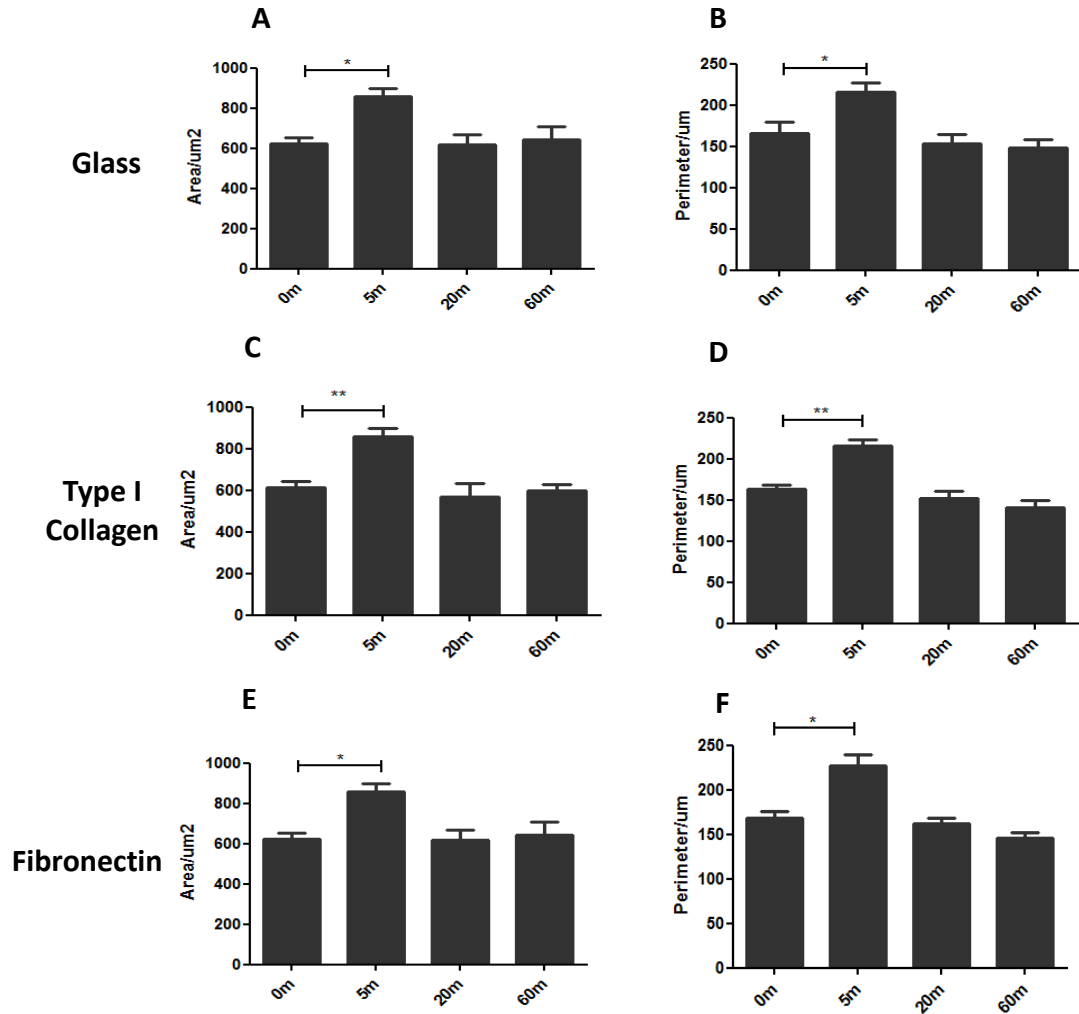 A
B
Glass
Area/um2
1000
800
600
400
200
0
*
0m
5m
20m
60m
Perimeter/um
250
200
150
100
50
0
*
0m
5m
20m
60m
C
D
Type I
Collagen
Area/um2
1000
800
600
400
200
0
**
0m
5m
20m
60m
Perimeter/um
250
200
150
100
50
0
**
0m
5m
20m
60m
E
F
Fibronectin
Area/um2
1000
800
600
400
200
0
*
0m
5m
20m
60m
Perimeter/um
250
200
150
100
50
0
*
0m
5m
20m
60m